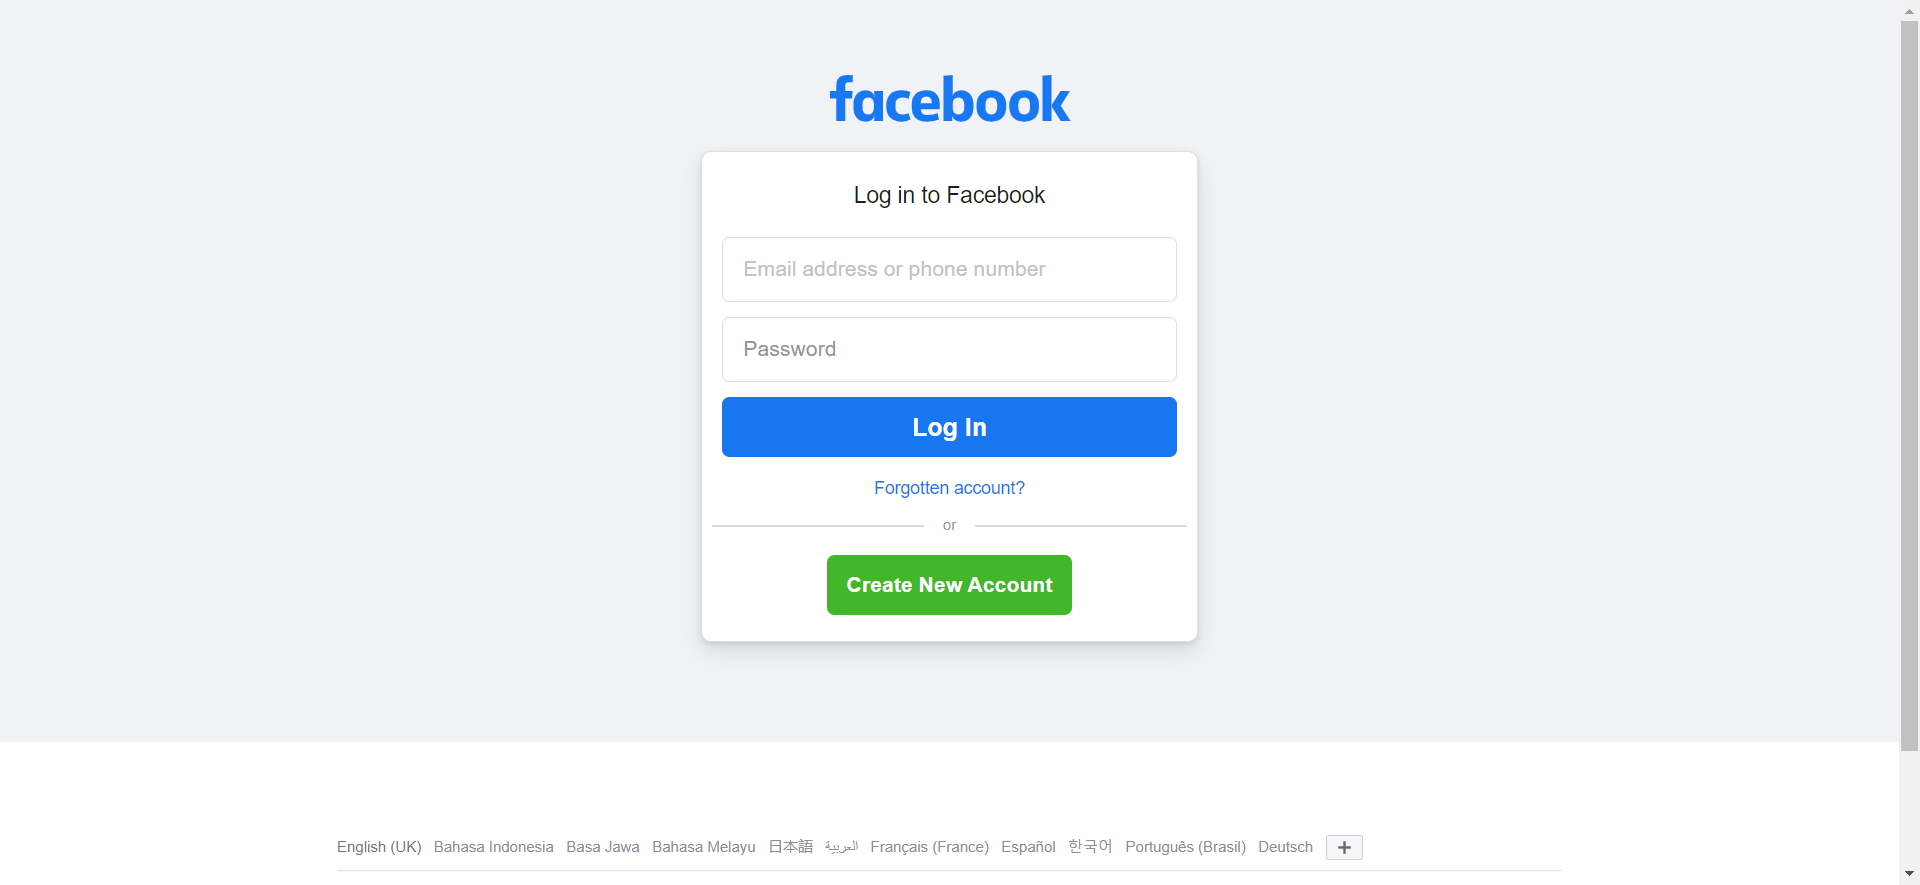 facebook
Log in to Facebook
Email address or phone number
Password
Log In
Forgotten account?
or
Create New Account
English (UK) Bahasa Indonesia Basa Jawa Bahasa Melayu 日本語 العربية Français (France) Español 한국어 Português (Brasil) Deutsch